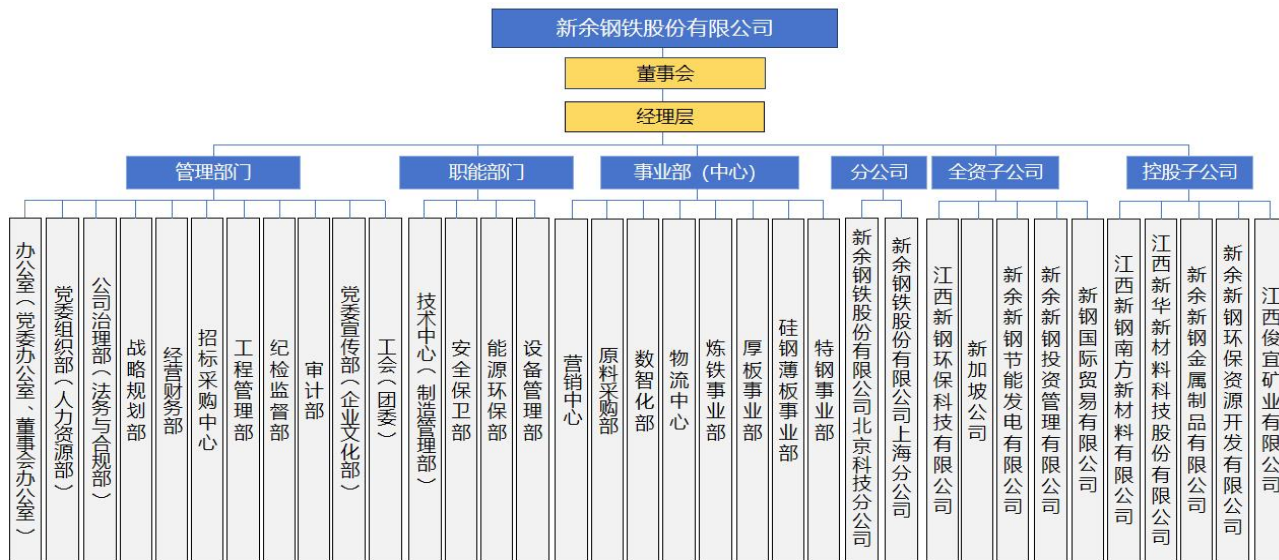 新余钢铁股份有限公司
董事会
经理层
管理部门
职能部门
事业部（中心）
分公司
全资子公司
控股子公司
办公室（党委办公室、董事会办公室）
党委组织部（人力资源部）
公司治理部（法务与合规部）
战略规划部
经营财务部
招标采购中心
工程管理部
纪检监督部
审计部
党委宣传部（企业文化部）
工会（团委）
技术中心（制造管理部）
安全保卫部
能源环保部
设备管理部
营销中心
原料采购部
数智化部
物流中心
炼铁事业部
厚板事业部
硅钢薄板事业部
特钢事业部
新余钢铁股份有限公司北京科技分公司
新余钢铁股份有限公司上海分公司
江西新钢环保科技有限公司
新加坡公司
新余新钢节能发电有限公司
新余新钢投资管理有限公司
新钢国际贸易有限公司
江西新钢南方新材料有限公司
江西新华新材料科技股份有限公司
新余新钢金属制品有限公司
新余新钢环保资源开发有限公司
江西俊宜矿业有限公司